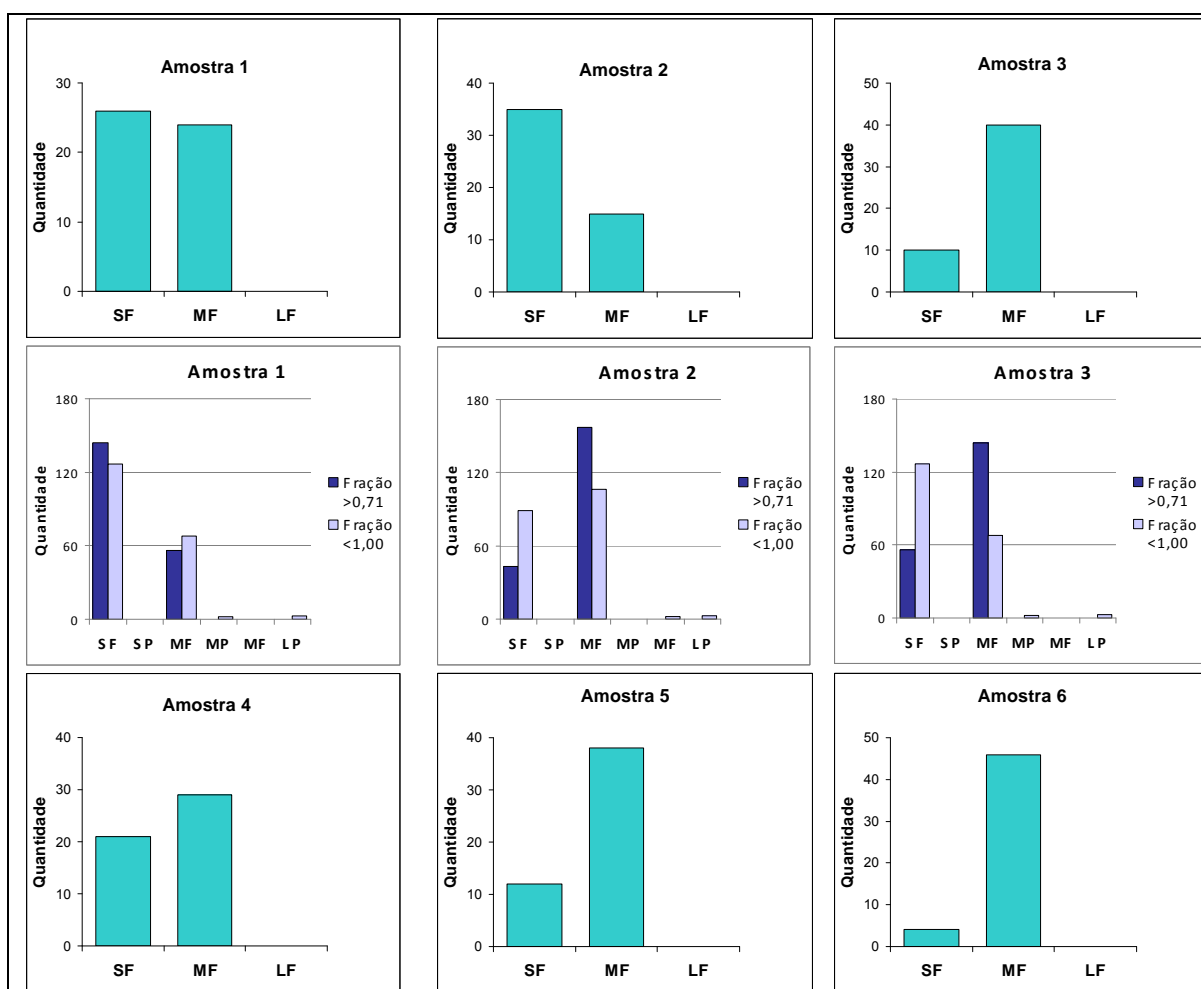 Amostra 1
Quantidade
30
20
10
0
SF MF LF
Amostra 2
Quantidade
40
30
20
10
0
SF MF LF
Amostra 3
Quantidade
50
40
30
20
10
0
SF MF LF
Amostra 1
Quantidade
180
120
60
0
SF SP MF MP MF LP
Fração
>0,71
Fração
<1,00
Amostra 2
Quantidade
180
120
60
0
SF SP MF MP MF LP
Fração
>0,71
Fração
<1,00
Amostra 3
Quantidade
180
120
60
0
SF SP MF MP MF LP
Fração
>0,71
Fração
<1,00
Amostra 4
Quantidade
40
30
20
10
0
SF MF LF
Amostra 5
Quantidade
40
30
20
10
0
SF MF LF
Amostra 6
Quantidade
50
40
30
20
10
0
SF MF LF